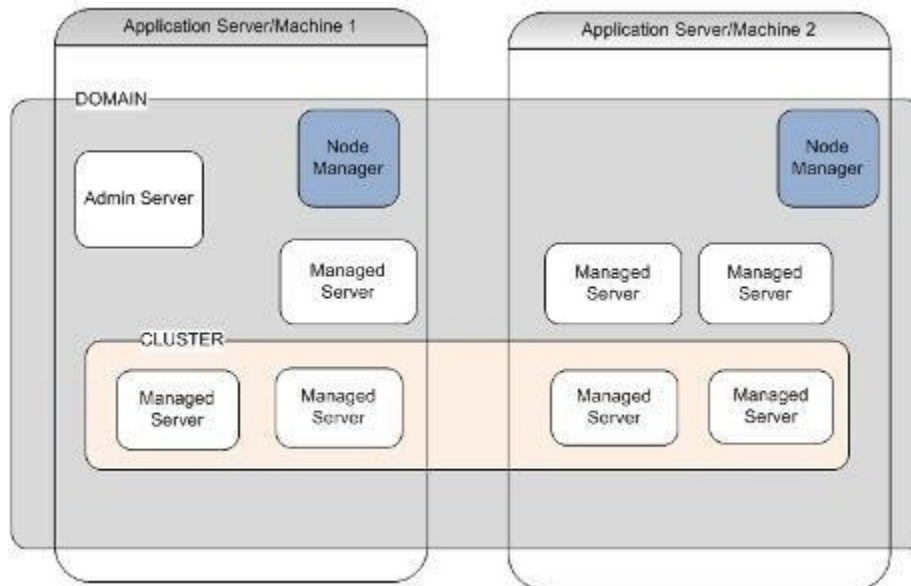 Application Server/Machine 1
Application Server/Machine 2
DOMAIN
Node
Manager
Node
Manager
Admin Server
Managed
Server
Managed
Server
Managed
Server
CLUSTER
Managed
Server
Managed
Server
Managed
Server
Managed
Server